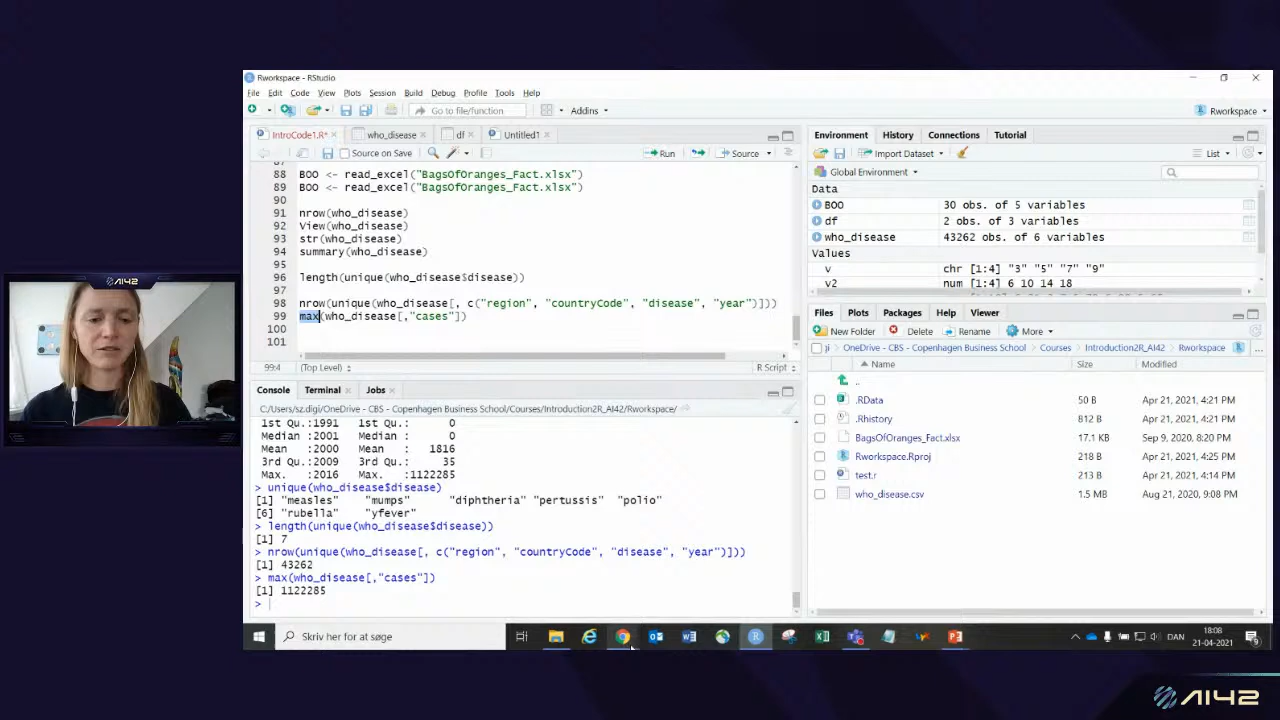 Rworkspace - RStudio
File Edit Code View Plots Session Build Debug Profile Tools Help
Go to file/function Addins Rworkspace
IntroCode1.R* who_disease df Untitled1
Source on Save Run Source
88 BOO <- read_excel("BagsOfOranges_Fact.xlsx")
89 BOO <- read_excel("BagsOfOranges_Fact.xlsx")
90
91 nrow(who_disease)
92 View(who_disease)
93 str(who_disease)
94 summary(who_disease)
95
96 length(unique(who_disease$disease))
97
98 nrow(unique(who_disease[, c("region", "countryCode", "disease", "year")]))
99 max(who_disease[,"cases"])
100
101
99:4 (Top Level) R Script
Console Terminal Jobs
C:/Users/sz.digi/OneDrive - CBS - Copenhagen Business School/Courses/Introduction2R_AI42/Rworkspace/
1st Qu.:1991 1st Qu.: 0
Median :2001 Median : 0
Mean :2000 Mean : 1816
3rd Qu.:2009 3rd Qu.: 35
Max. :2016 Max. :1122285
> unique(who_disease$disease)
[1] "measles" "mumps" "diphtheria" "pertussis" "polio"
[6] "rubella" "yfever"
> length(unique(who_disease$disease))
[1] 7
> nrow(unique(who_disease[, c("region", "countryCode", "disease", "year")]))
[1] 43262
> max(who_disease[,"cases"])
[1] 1122285
>
Environment History Connections Tutorial
Import Dataset List
Global Environment
Data
BOO 30 obs. of 5 variables
df 2 obs. of 3 variables
who_disease 43262 obs. of 6 variables
Values
v chr [1:4] "3" "5" "7" "9"
v2 num [1:4] 6 10 14 18
Files Plots Packages Help Viewer
New Folder Delete Rename More
ji OneDrive - CBS - Copenhagen Business School Courses Introduction2R_AI42 Rworkspace ...
Name Size Modified
..
.RData 50 B Apr 21, 2021, 4:21 PM
.Rhistory 812 B Apr 21, 2021, 4:21 PM
BagsOfOranges_Fact.xlsx 17.1 KB Sep 9, 2020, 8:20 PM
Rworkspace.Rproj 218 B Apr 21, 2021, 4:25 PM
test.r 213 B Apr 21, 2021, 4:14 PM
who_disease.csv 1.5 MB Aug 21, 2020, 9:08 PM
AI42
Skriv her for at søge
DAN
18:08
21-04-2021
AI42